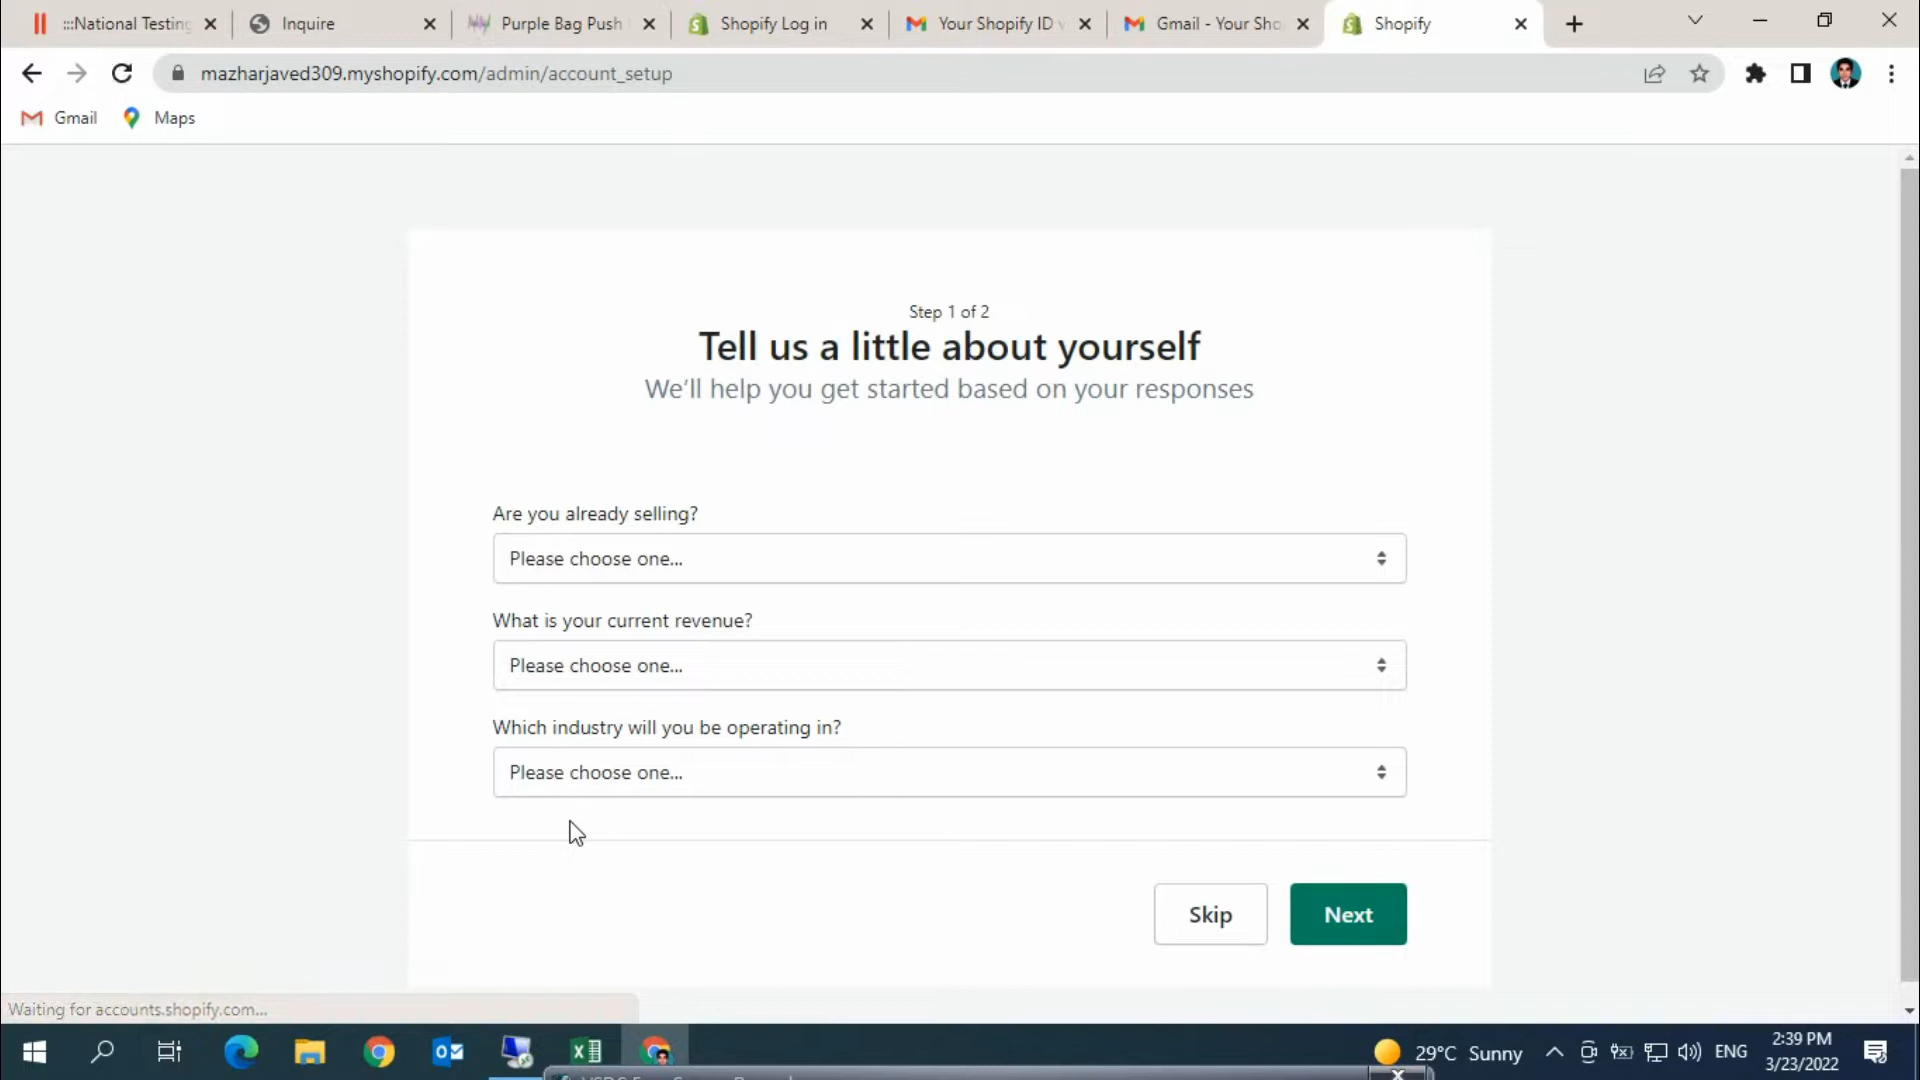 :::National Testing
Inquire
Purple Bag Push
Shopify Log in
Your Shopify ID
Gmail - Your Sho
Shopify
mazharjaved309.myshopify.com/admin/account_setup
Gmail
Maps
Step 1 of 2
Tell us a little about yourself
We'll help you get started based on your responses
Are you already selling?
Please choose one...
What is your current revenue?
Please choose one...
Which industry will you be operating in?
Please choose one...
Skip
Next
Waiting for accounts.shopify.com...
29°C Sunny
ENG
2:39 PM
3/23/2022